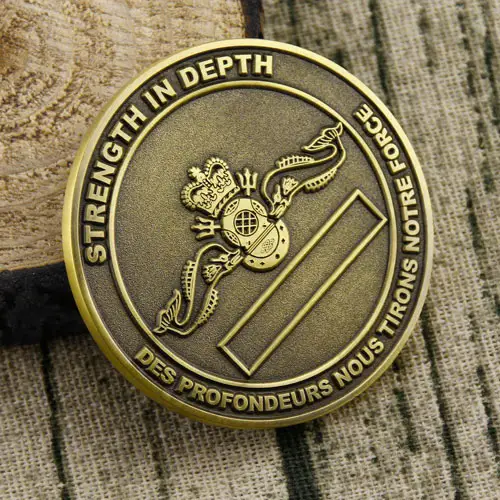 STRENGTH IN DEPTH
DES PROFONDEURS NOUS TIRONS NOTRE FORCE